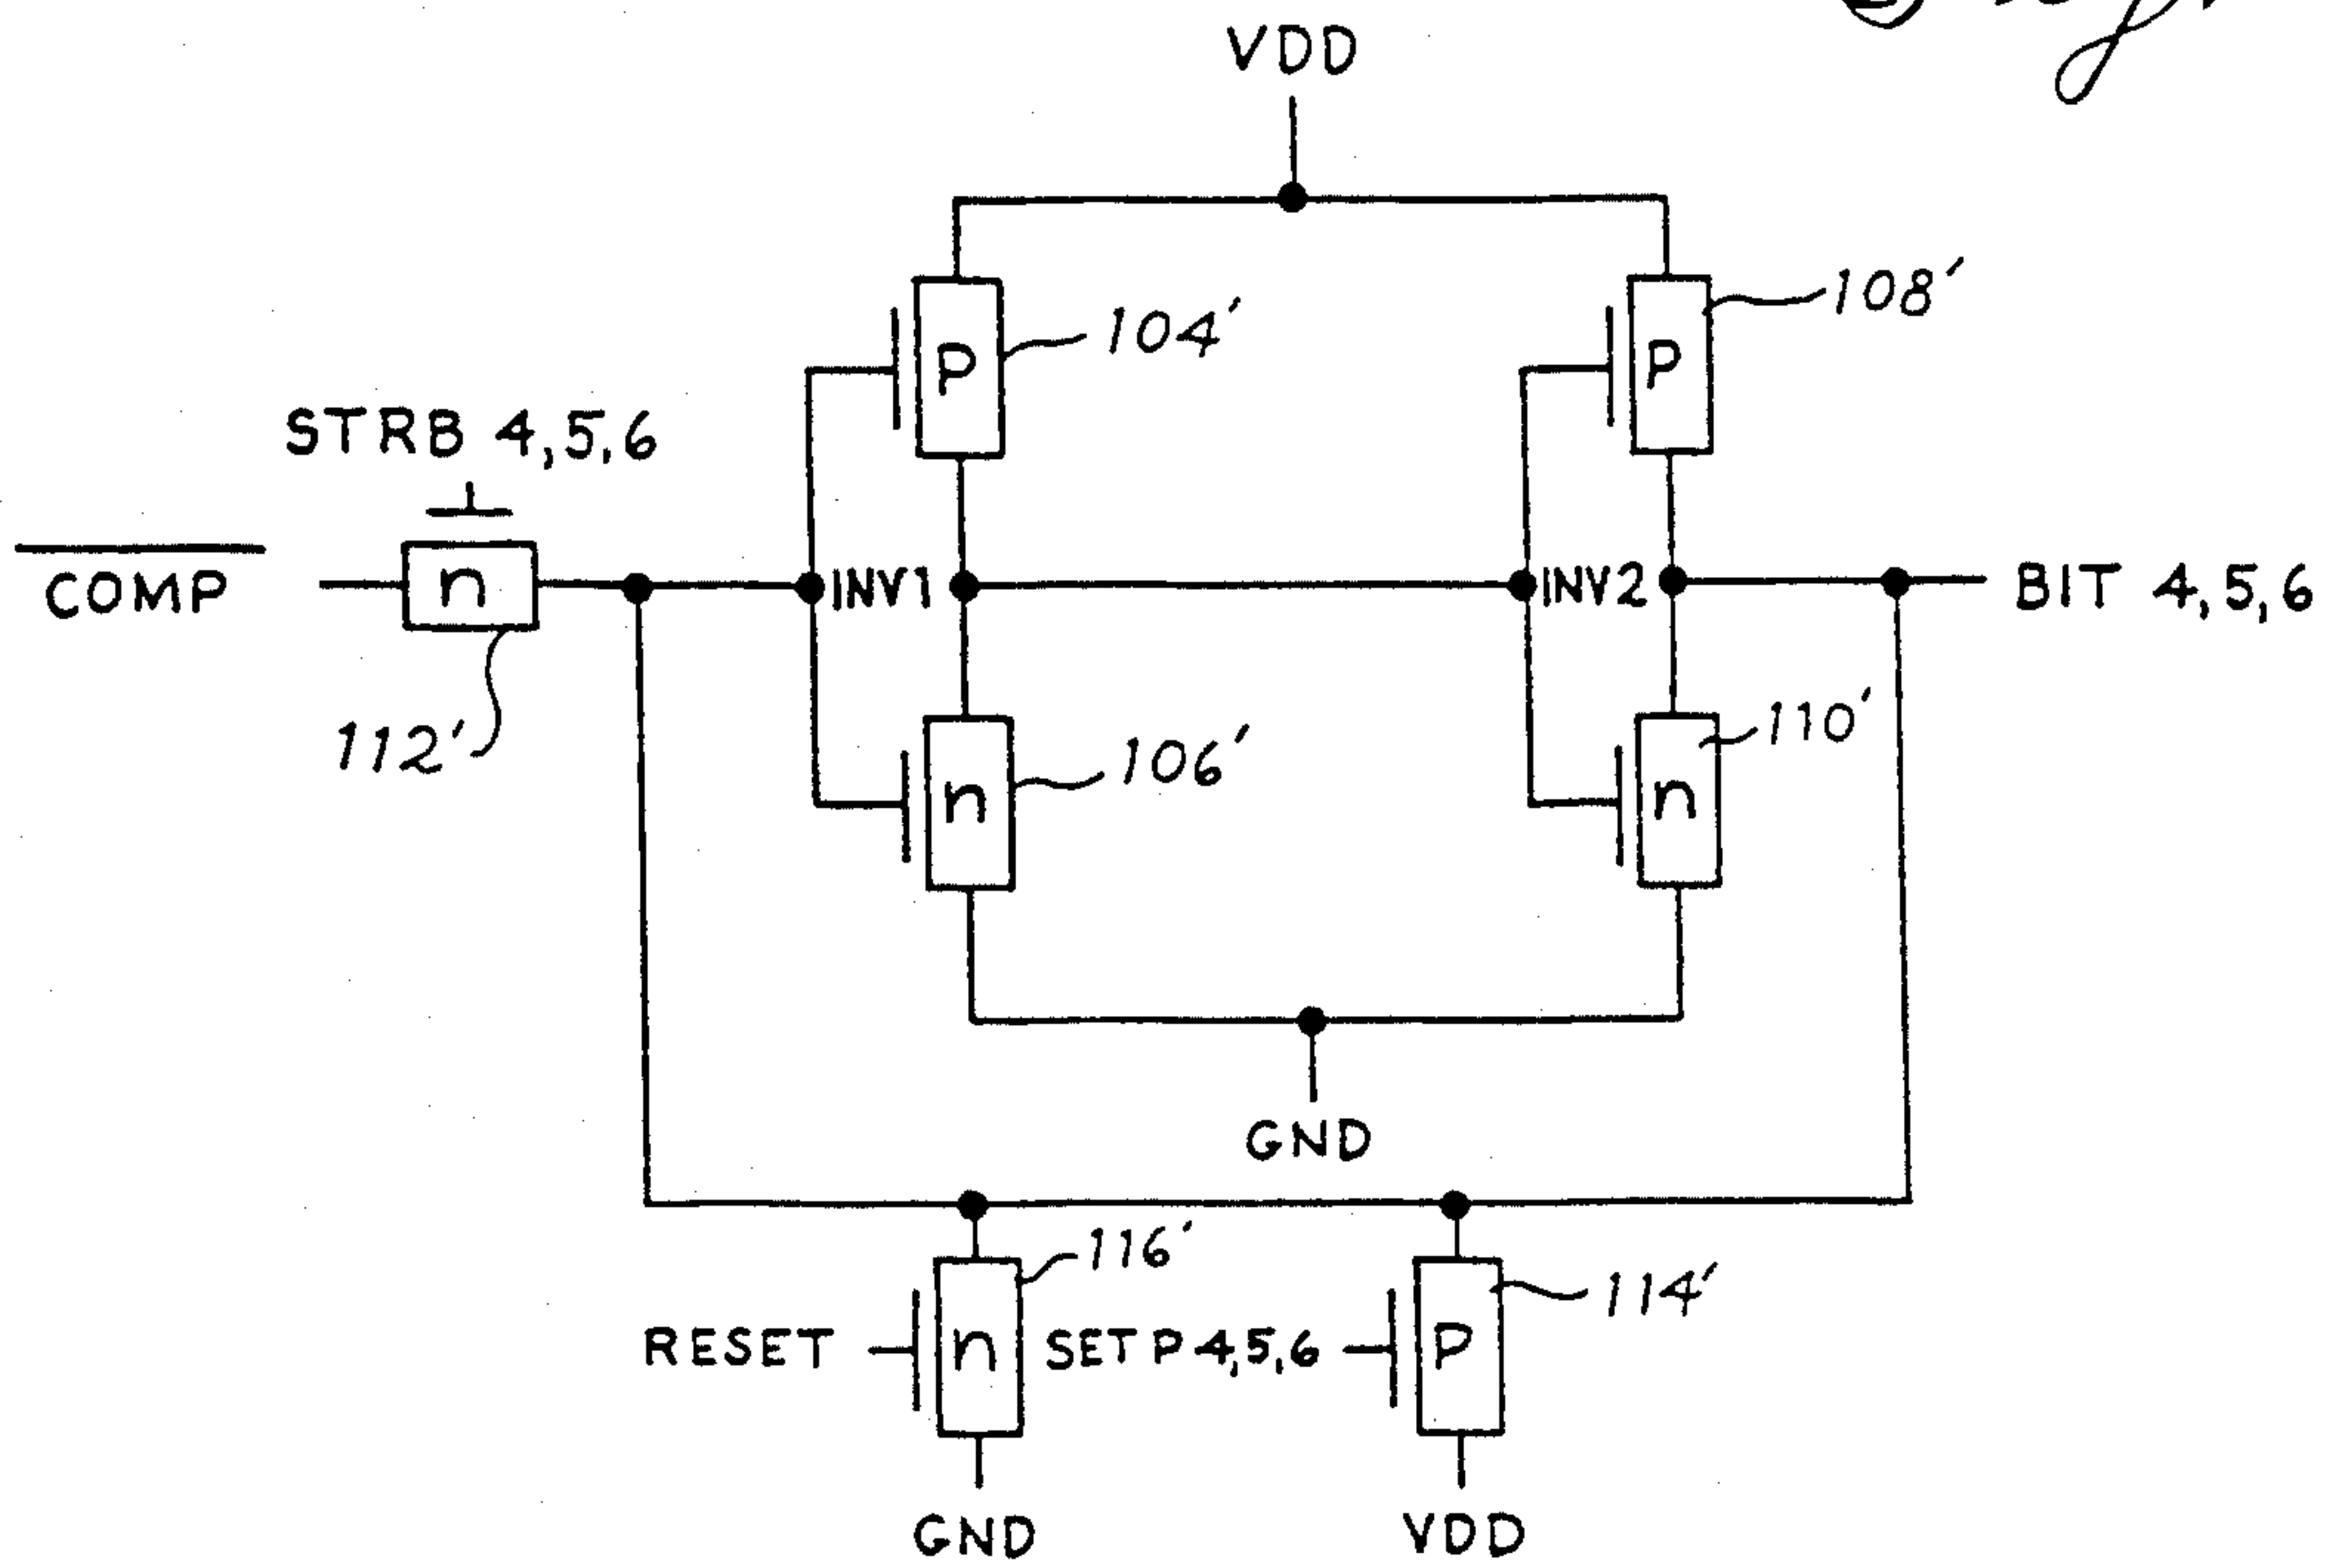 VDD
104'
108'
P
P
STRB 4,5,6
COMP
n
INV1
INV2
BIT 4,5,6
112'
106'
110'
n
n
GND
116'
114'
RESET
n
SETP 4,5,6
P
GND
VDD